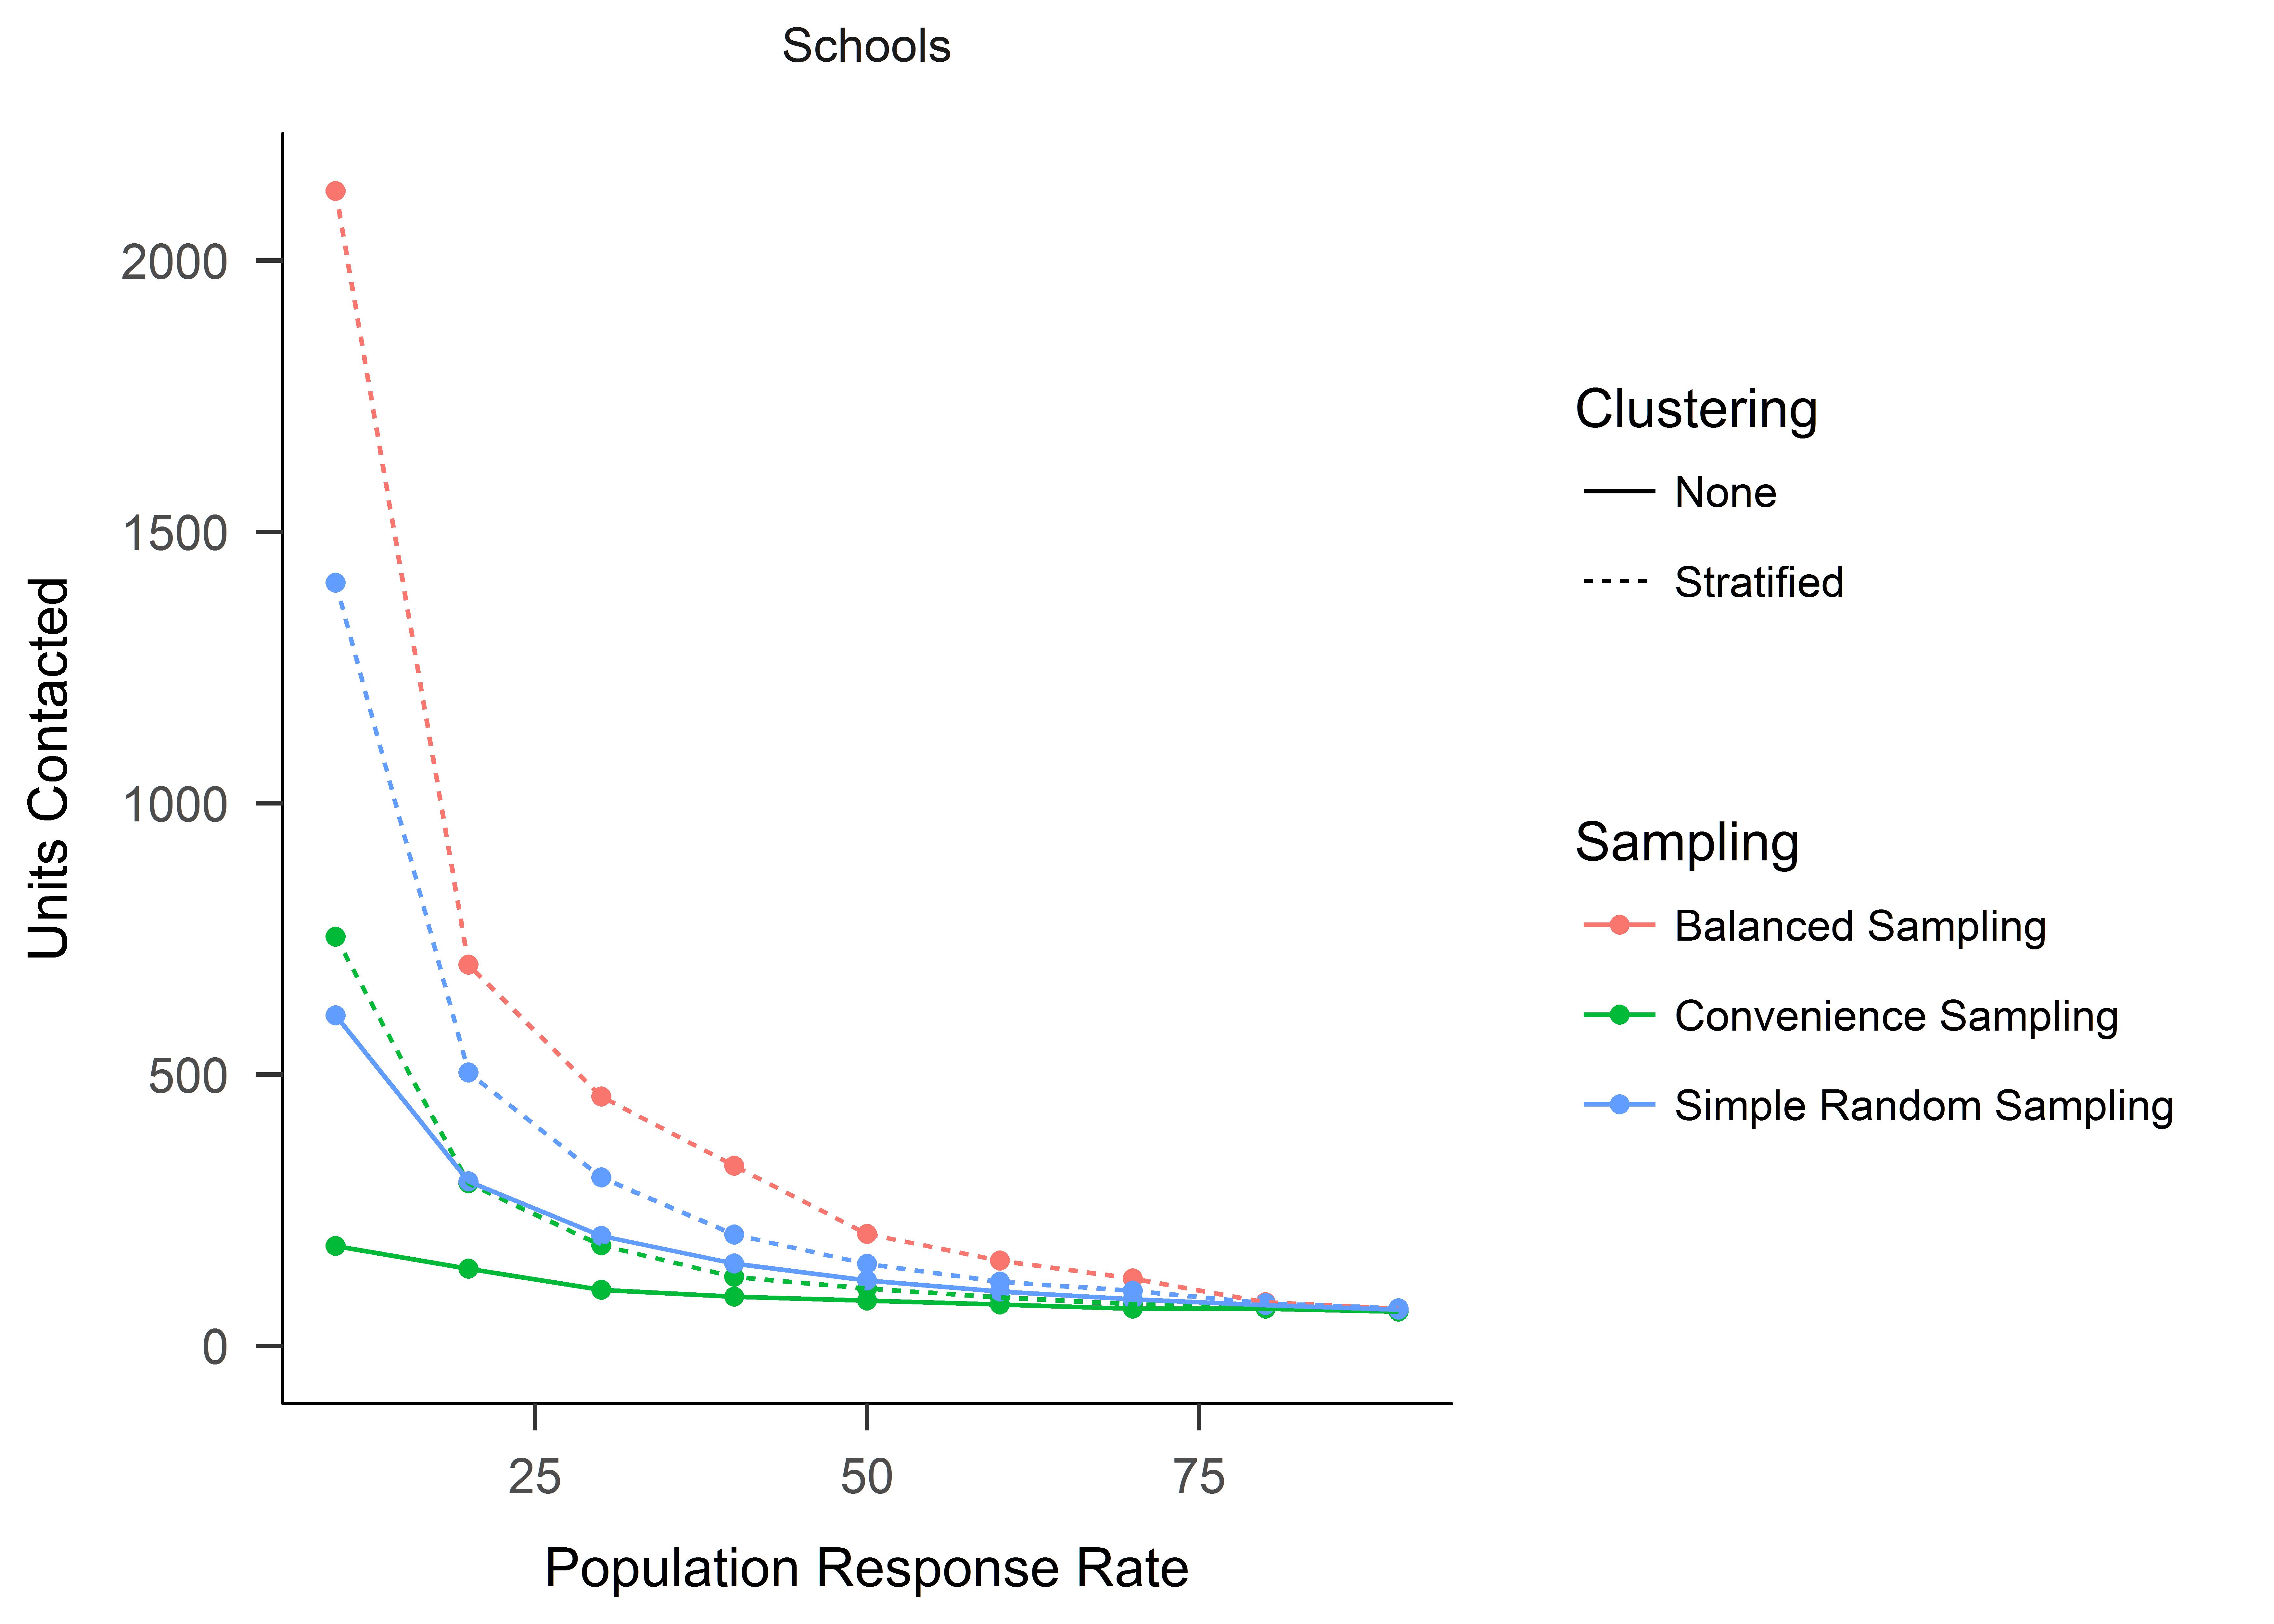 Schools
Units Contacted
2000
1500
1000
500
0
25 50 75
Population Response Rate
Clustering
None
Stratified
Sampling
Balanced Sampling
Convenience Sampling
Simple Random Sampling